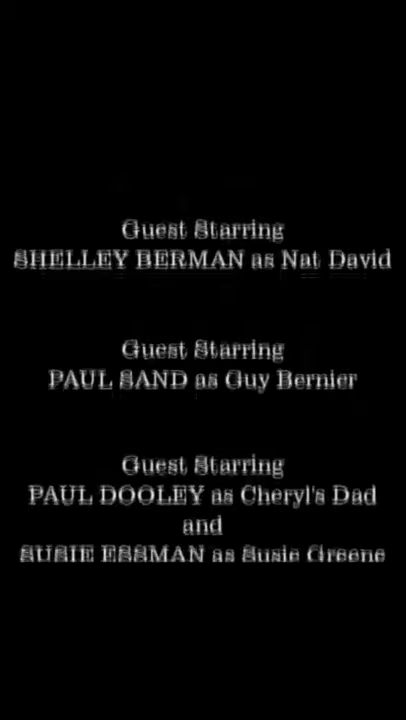 Guest Starring
SHELLEY BERMAN as Nat David
Guest Starring
PAUL SAND as Guy Bernier
Guest Starring
PAUL DOOLEY as Cheryl's Dad
and
SUSIE ESSMAN as Susie Greene